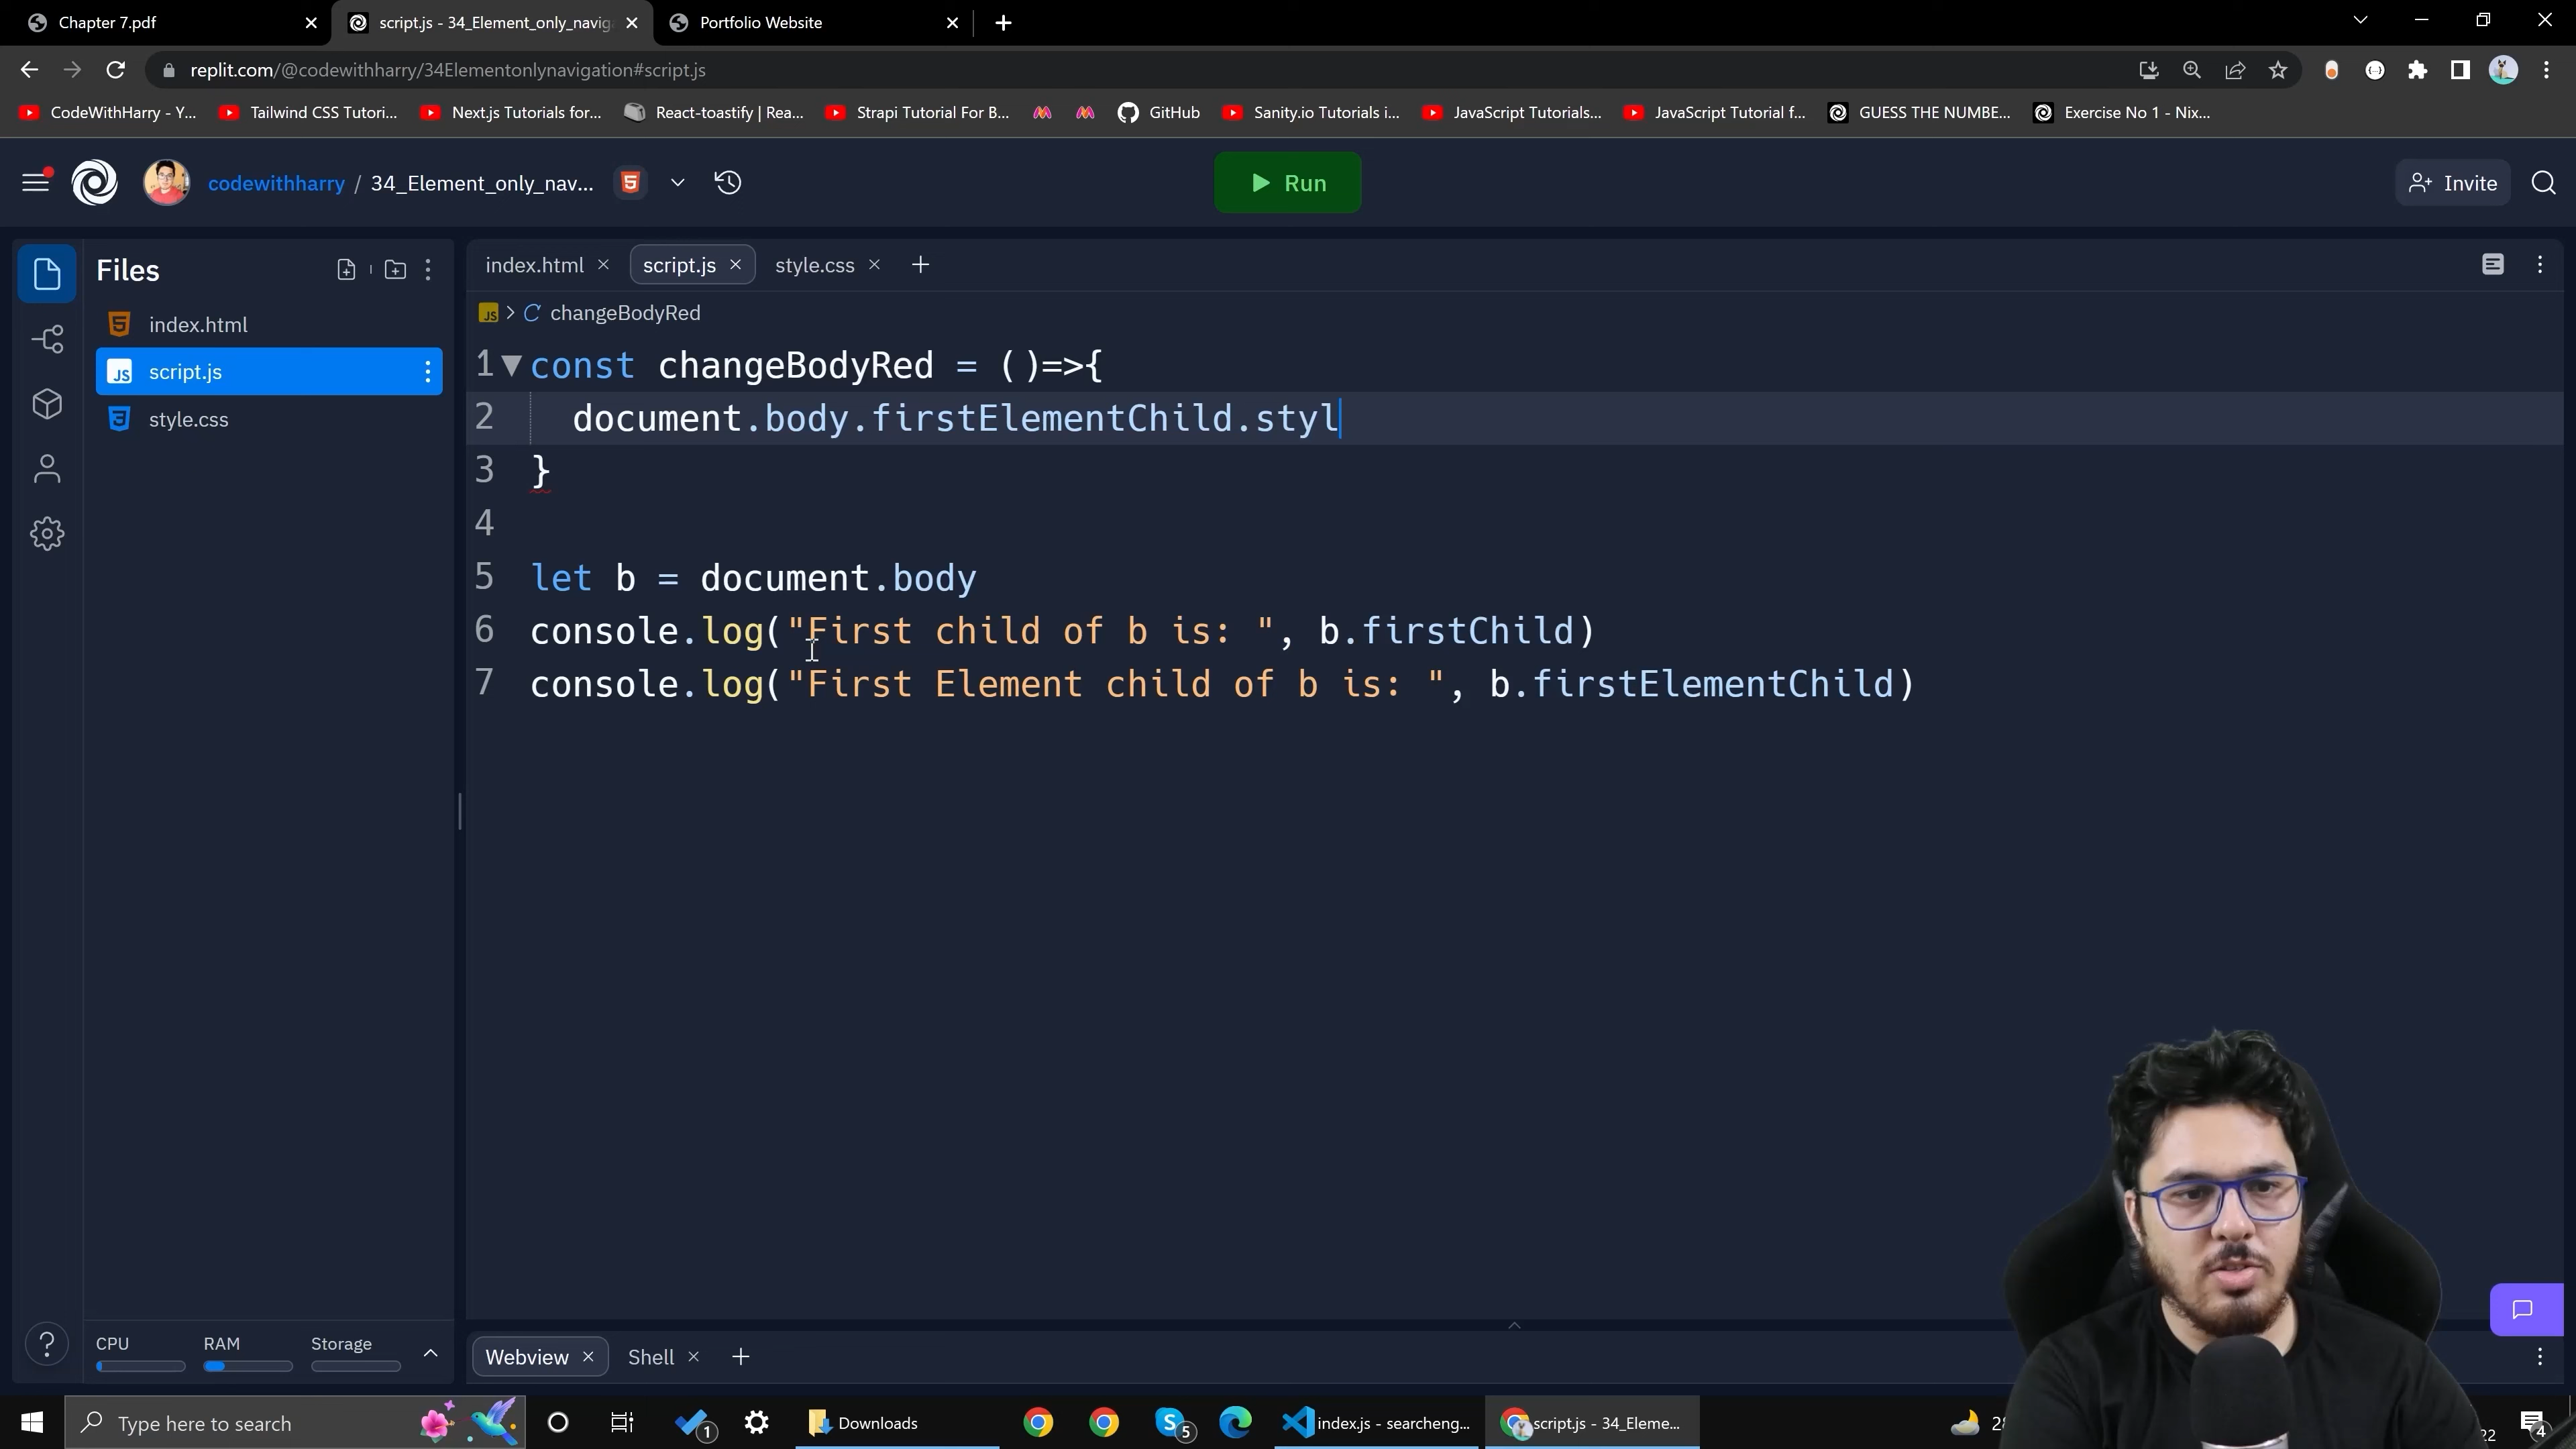 Chapter 7.pdf
script.js - 34_Element_only_navig
Portfolio Website
replit.com/@codewithharry/34Elementonlynavigation#script.js
CodeWithHarry - Y...
Tailwind CSS Tutori...
Next.js Tutorials for...
React-toastify | Rea...
Strapi Tutorial For B...
GitHub
Sanity.io Tutorials i...
JavaScript Tutorials...
JavaScript Tutorial f...
GUESS THE NUMBE...
Exercise No 1 - Nix...
codewithharry / 34_Element_only_nav...
Run
Invite
Files
index.html
script.js
style.css
index.html
script.js
style.css
JS > changeBodyRed
1 const changeBodyRed = ()=>{
2 document.body.firstElementChild.styl
3 }
4
5 let b = document.body
6 console.log("First child of b is: ", b.firstChild)
7 console.log("First Element child of b is: ", b.firstElementChild)
CPU
RAM
Storage
Webview
Shell
Type here to search
1
Downloads
5
index.js - searcheng...
script.js - 34_Eleme...
4